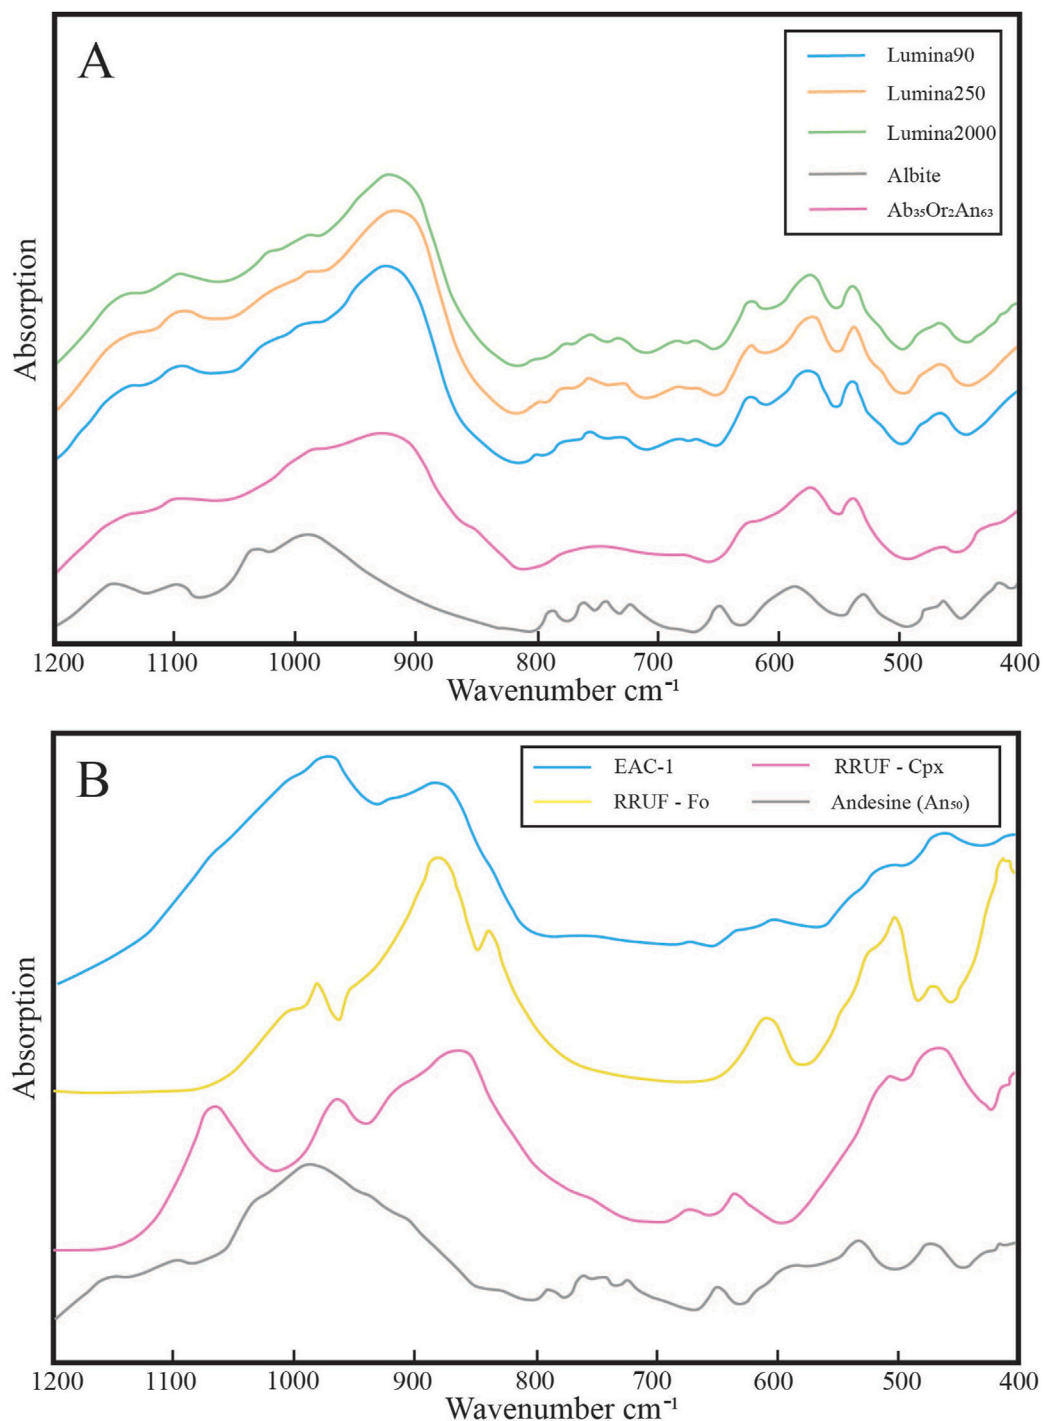 A
Lumina90
Lumina250
Lumina2000
Albite
Ab₃₅Or₂An₆₃
Absorption
1200 1100 1000 900 800 700 600 500 400
Wavenumber cm⁻¹
B
EAC-1 RRUF - Cpx
RRUF - Fo Andesine (An₅₀)
Absorption
1200 1100 1000 900 800 700 600 500 400
Wavenumber cm⁻¹